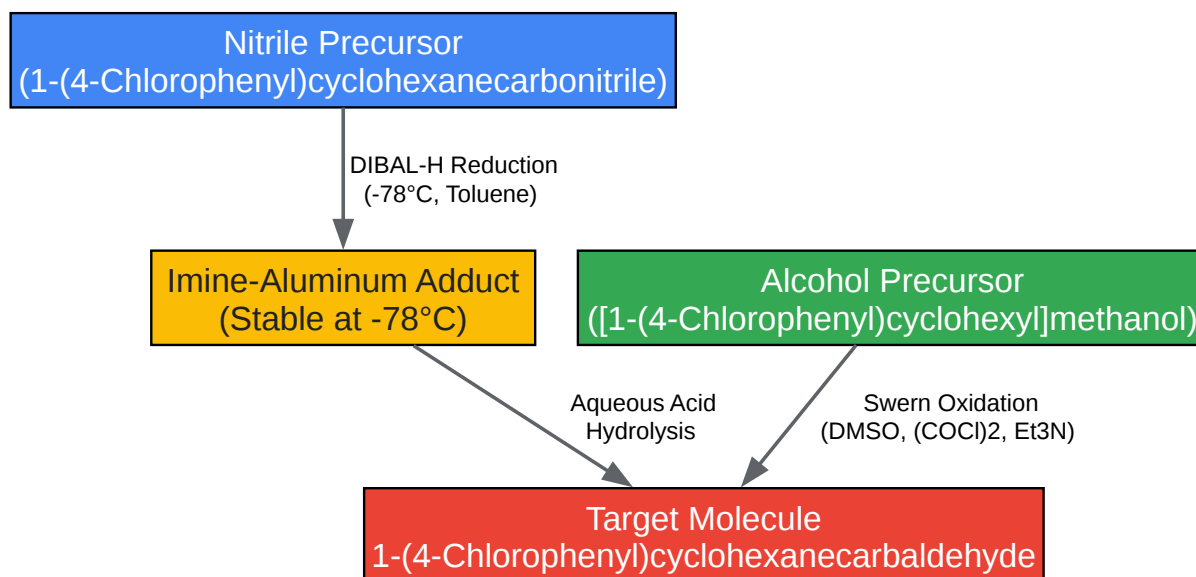 Nitrile Precursor
(1-(4-Chlorophenyl)cyclohexanecarbonitrile)
DIBAL-H Reduction
(-78°C, Toluene)
Imine-Aluminum Adduct
(Stable at -78°C)
Alcohol Precursor
([1-(4-Chlorophenyl)cyclohexyl]methanol)
Aqueous Acid
Hydrolysis
Swern Oxidation
(DMSO, (COCl)2, Et3N)
Target Molecule
1-(4-Chlorophenyl)cyclohexanecarbaldehyde